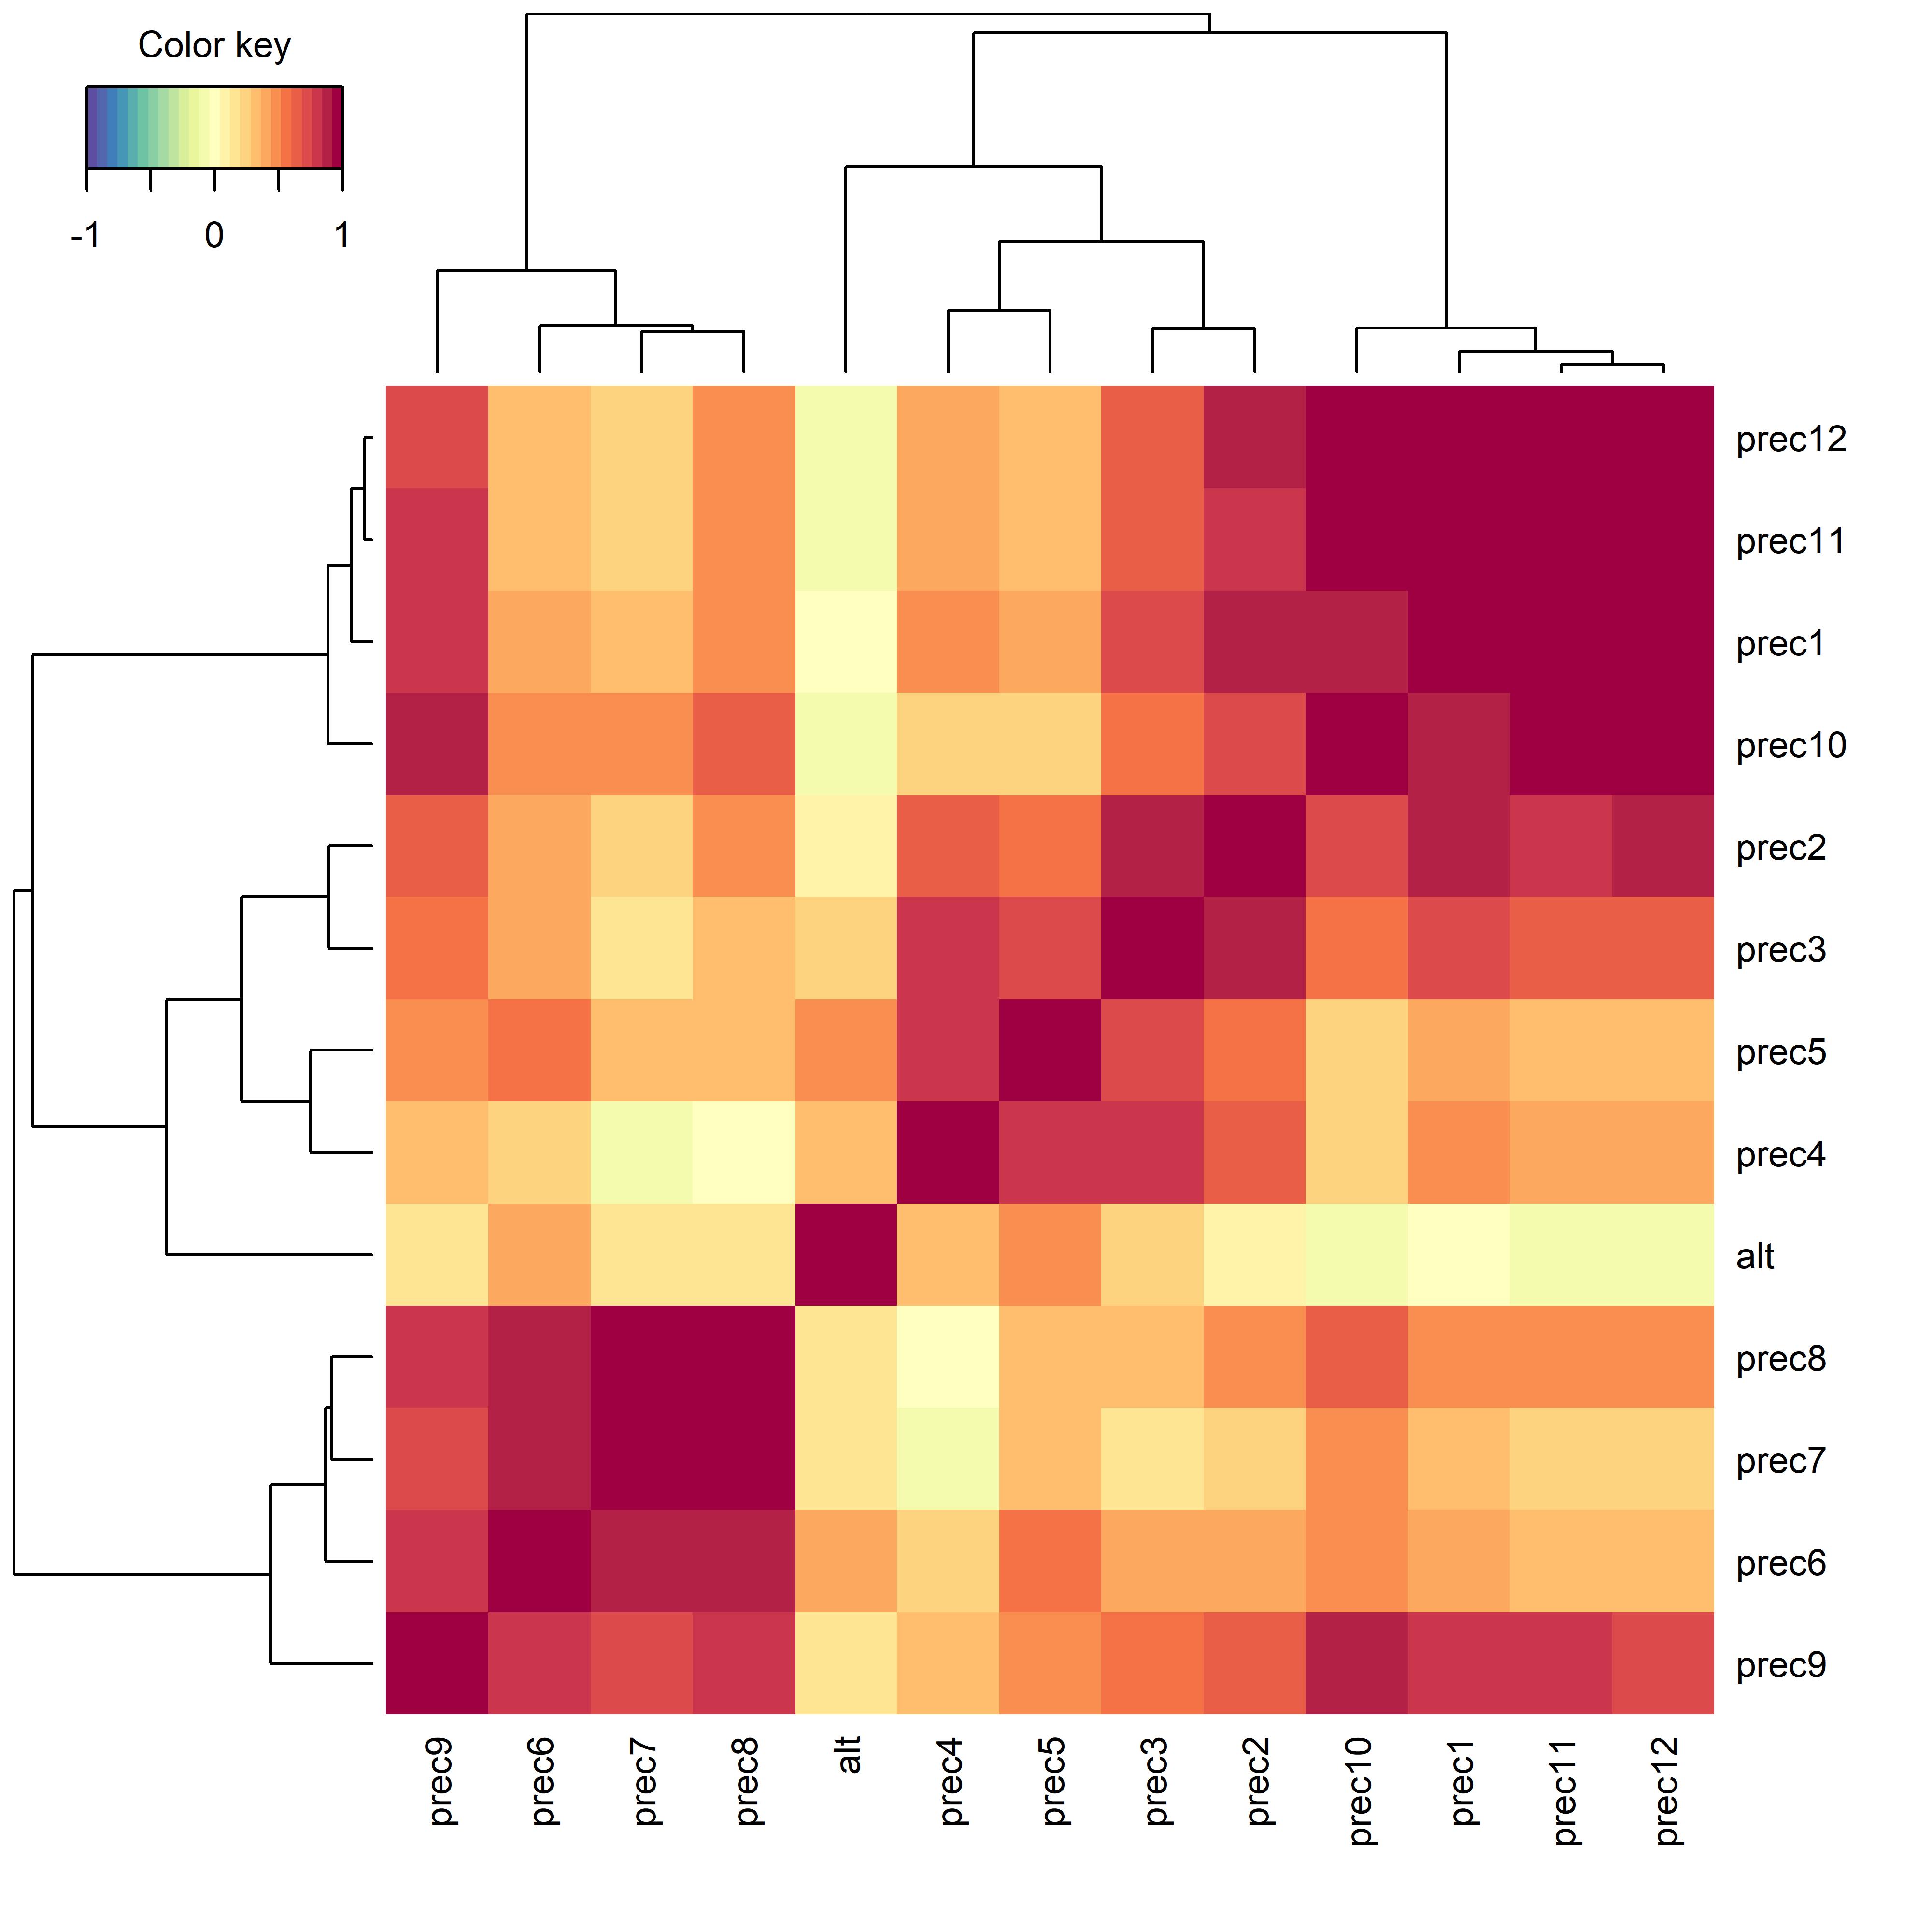 Color key
-1 0 1
prec12
prec11
prec1
prec10
prec2
prec3
prec5
prec4
alt
prec8
prec7
prec6
prec9
prec9 prec6 prec7 prec8 alt prec4 prec5 prec3 prec2 prec10 prec1 prec11 prec12